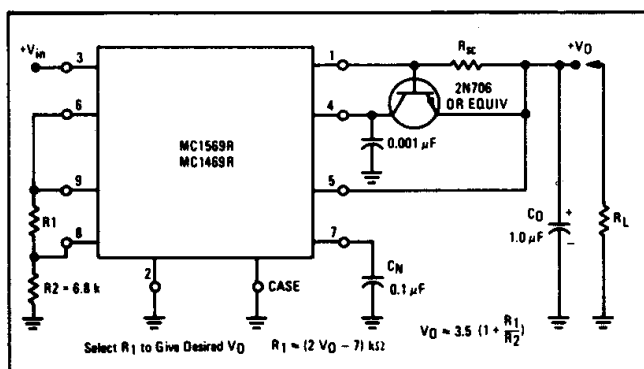 +Vin
3
6
9
8
R1
R2 = 6.8 k
MC1569R
MC1469R
2
CASE
1
4
5
7
RSC
2N706
OR EQUIV
0.001 µF
CN
0.1 µF
+VO
CO
1.0 µF
+
−
RL
Select R1 to Give Desired VO R1 = (2 VO − 7) kΩ
VO ≈ 3.5 (1 + R1/R2)